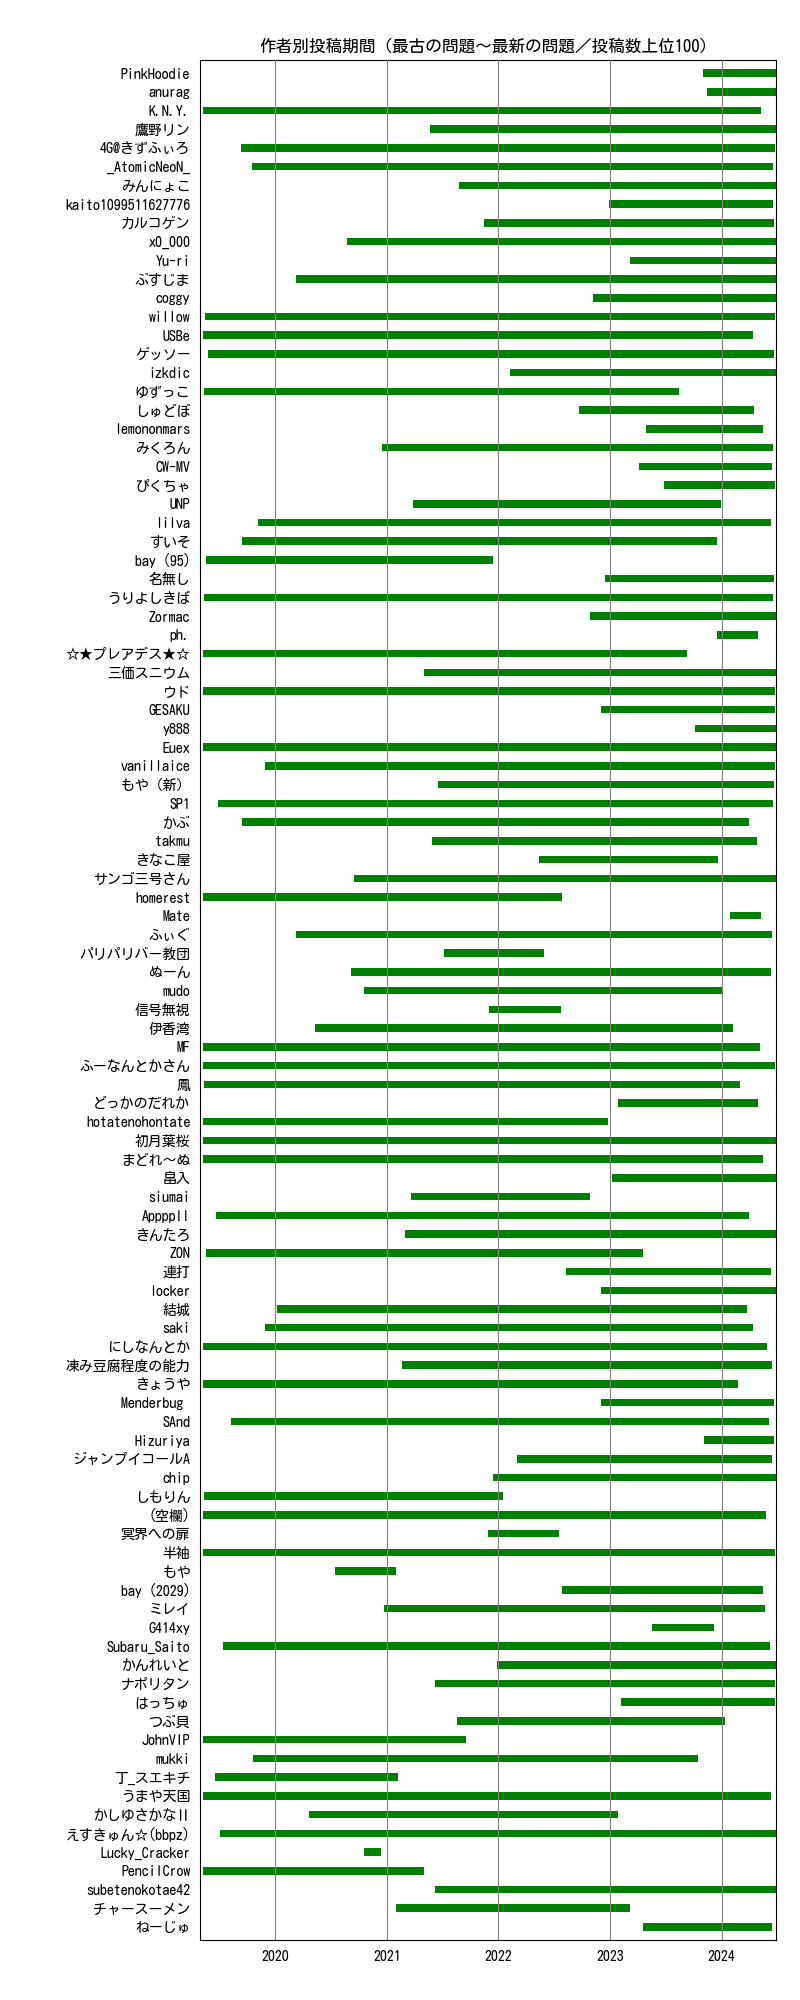 作者別投稿期間（最古の問題～最新の問題／投稿数上位100）
PinkHoodie
anurag
K.N.Y.
鷹野リン
4G@きずふぃろ
_AtomicNeoN_
みんにょこ
kaito1099511627776
カルコゲン
x0_000
Yu-ri
ぶすじま
coggy
willow
USBe
ゲッソー
izkdic
ゆずっこ
しゅどぼ
lemononmars
みくろん
CW-MV
ぴくちゃ
UNP
lilva
すいそ
bay (95)
名無し
うりよしきば
Zormac
ph.
☆★プレアデス★☆
三価スニウム
ウド
GESAKU
y888
Euex
vanillaice
もや（新）
SP1
かぶ
takmu
きなこ屋
サンゴ三号さん
homerest
Mate
ふぃぐ
パリパリバー教団
ぬーん
mudo
信号無視
伊香湾
MF
ふーなんとかさん
鳳
どっかのだれか
hotatenohontate
初月葉桜
まどれ～ぬ
畠入
siumai
Appppll
きんたろ
ZON
連打
locker
結城
saki
にしなんとか
凍み豆腐程度の能力
きょうや
Menderbug
SAnd
Hizuriya
ジャンプイコールA
chip
しもりん
(空欄)
冥界への扉
半袖
もや
bay (2029)
ミレイ
G414xy
Subaru_Saito
かんれいと
ナポリタン
はっちゅ
つぶ貝
JohnVIP
mukki
丁_スエキチ
うまや天国
かしゆさかなII
えすきゅん☆(bbpz)
Lucky_Cracker
PencilCrow
subetenokotae42
チャースーメン
ねーじゅ
2020 2021 2022 2023 2024